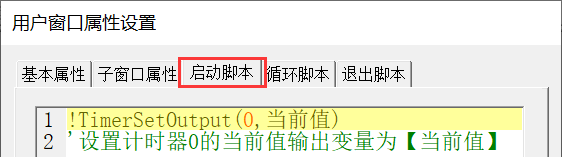 用户窗口属性设置
基本属性 子窗口属性 启动脚本 循环脚本 退出脚本
1 !TimerSetOutput(0,当前值)
2 '设置计时器0的当前值输出变量为【当前值】